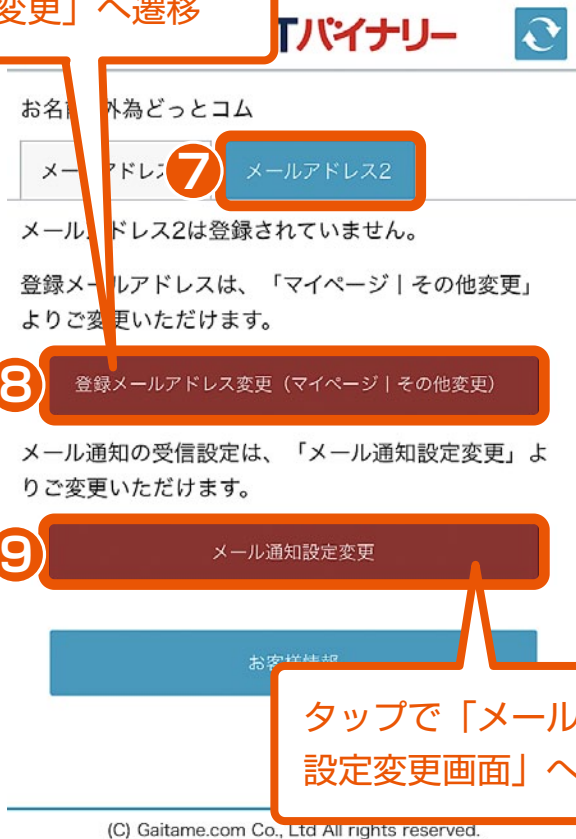 変更」へ遷移
Tバイナリー
お名前 外為どっとコム
メールアドレス
7
メールアドレス2
メールアドレス2は登録されていません。
登録メールアドレスは、「マイページ|その他変更」
よりご変更いただけます。
8
登録メールアドレス変更（マイページ|その他変更）
メール通知の受信設定は、「メール通知設定変更」よ
りご変更いただけます。
9
メール通知設定変更
お客様情報
タップで「メール
設定変更画面」へ
(C) Gaitame.com Co., Ltd All rights reserved.